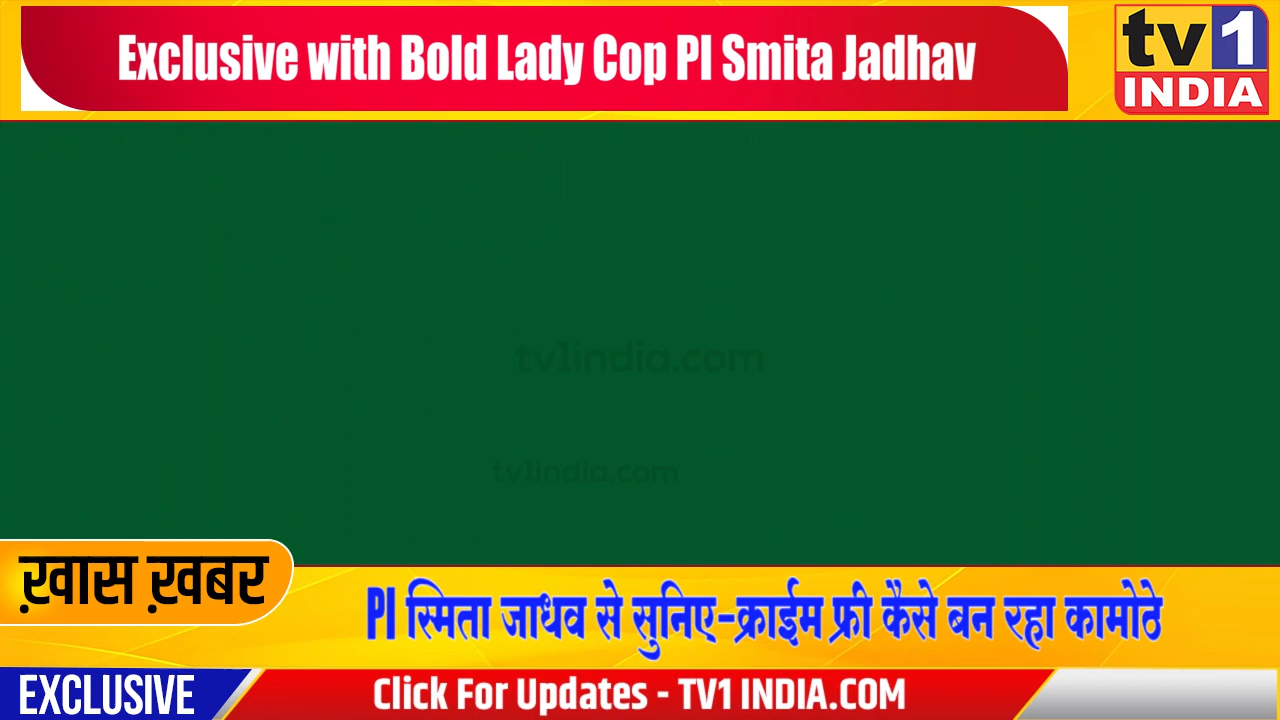 Exclusive with Bold Lady Cop PI Smita Jadhav
tv1
INDIA
tv1india.com
tv1india.com
ख़ास ख़बर
PI स्मिता जाधव से सुनिए-क्राईम फ्री कैसे बन रहा कामोठे
EXCLUSIVE
Click For Updates - TV1 INDIA.COM